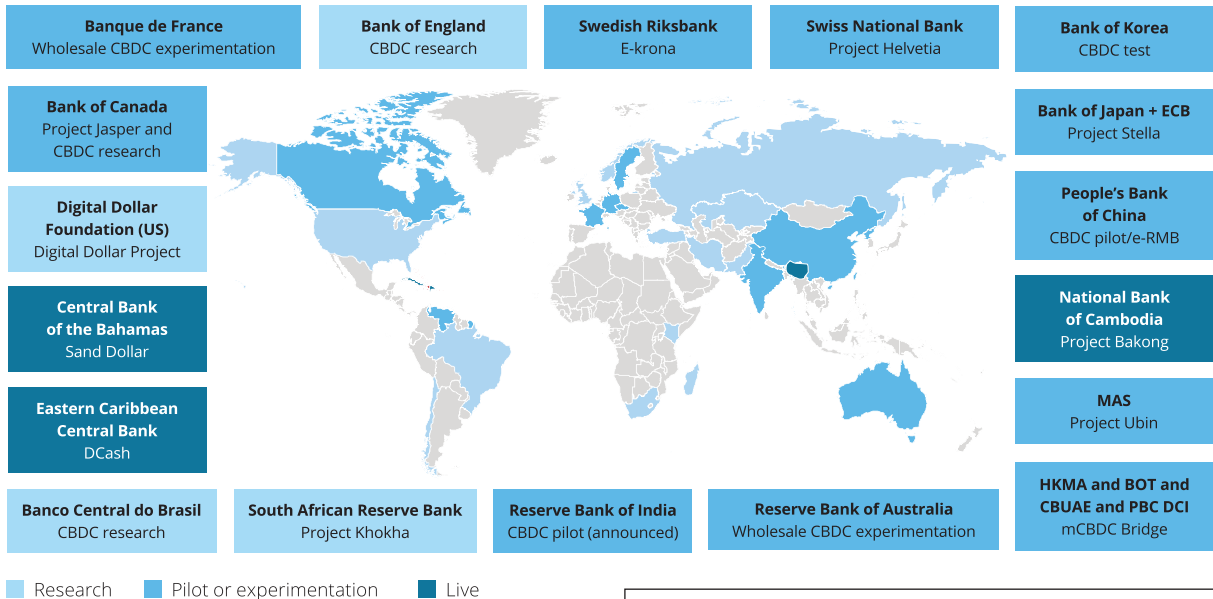 Banque de France
Wholesale CBDC experimentation
Bank of England
CBDC research
Swedish Riksbank
E-krona
Swiss National Bank
Project Helvetia
Bank of Korea
CBDC test
Bank of Canada
Project Jasper and
CBDC research
Bank of Japan + ECB
Project Stella
Digital Dollar
Foundation (US)
Digital Dollar Project
People’s Bank
of China
CBDC pilot/e-RMB
Central Bank
of the Bahamas
Sand Dollar
National Bank
of Cambodia
Project Bakong
Eastern Caribbean
Central Bank
DCash
MAS
Project Ubin
Banco Central do Brasil
CBDC research
South African Reserve Bank
Project Khokha
Reserve Bank of India
CBDC pilot (announced)
Reserve Bank of Australia
Wholesale CBDC experimentation
HKMA and BOT and
CBUAE and PBC DCI
mCBDC Bridge
Research
Pilot or experimentation
Live